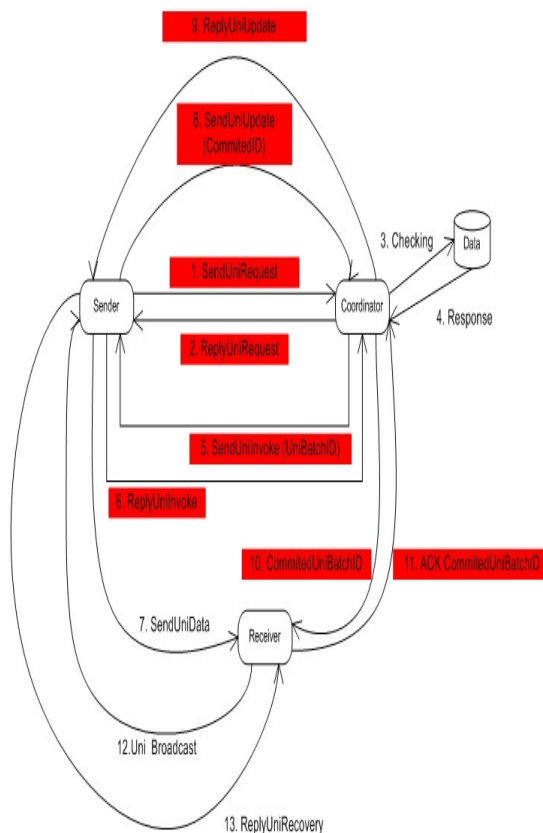 9. ReplyUniUpdate
8. SendUniUpdate
(CommitedID)
3. Checking
Data
1. SendUniRequest
Sender
Coordinator
4. Response
2. ReplyUniRequest
5. SendUniInvoke (UniBatchID)
6. ReplyUniInvoke
10. CommitedUniBatchID
11. ACK CommitedUniBatchID
7. SendUniData
Receiver
12.Uni Broadcast
13. ReplyUniRecovery